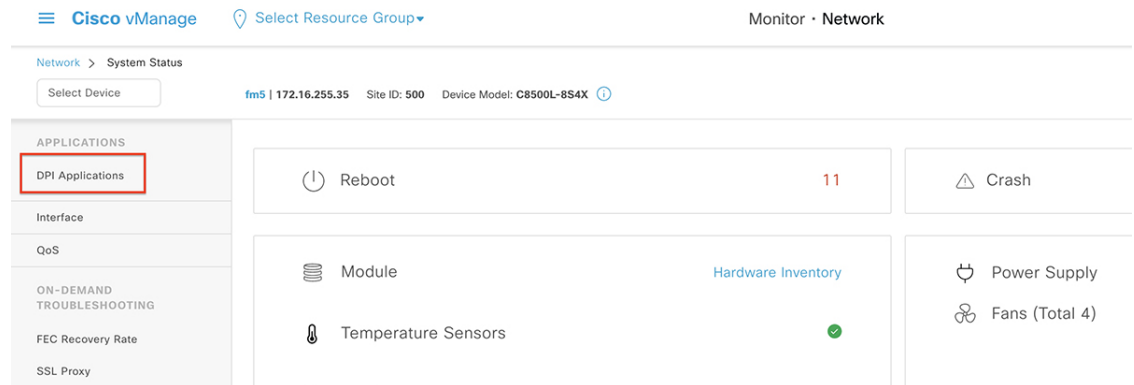 Cisco vManage
Select Resource Group
Monitor · Network
Network > System Status
Select Device
fm5 | 172.16.255.35 Site ID: 500 Device Model: C8500L-8S4X
APPLICATIONS
DPI Applications
Interface
QoS
ON-DEMAND
TROUBLESHOOTING
FEC Recovery Rate
SSL Proxy
Reboot 11
Crash
Module Hardware Inventory
Temperature Sensors
Power Supply
Fans (Total 4)